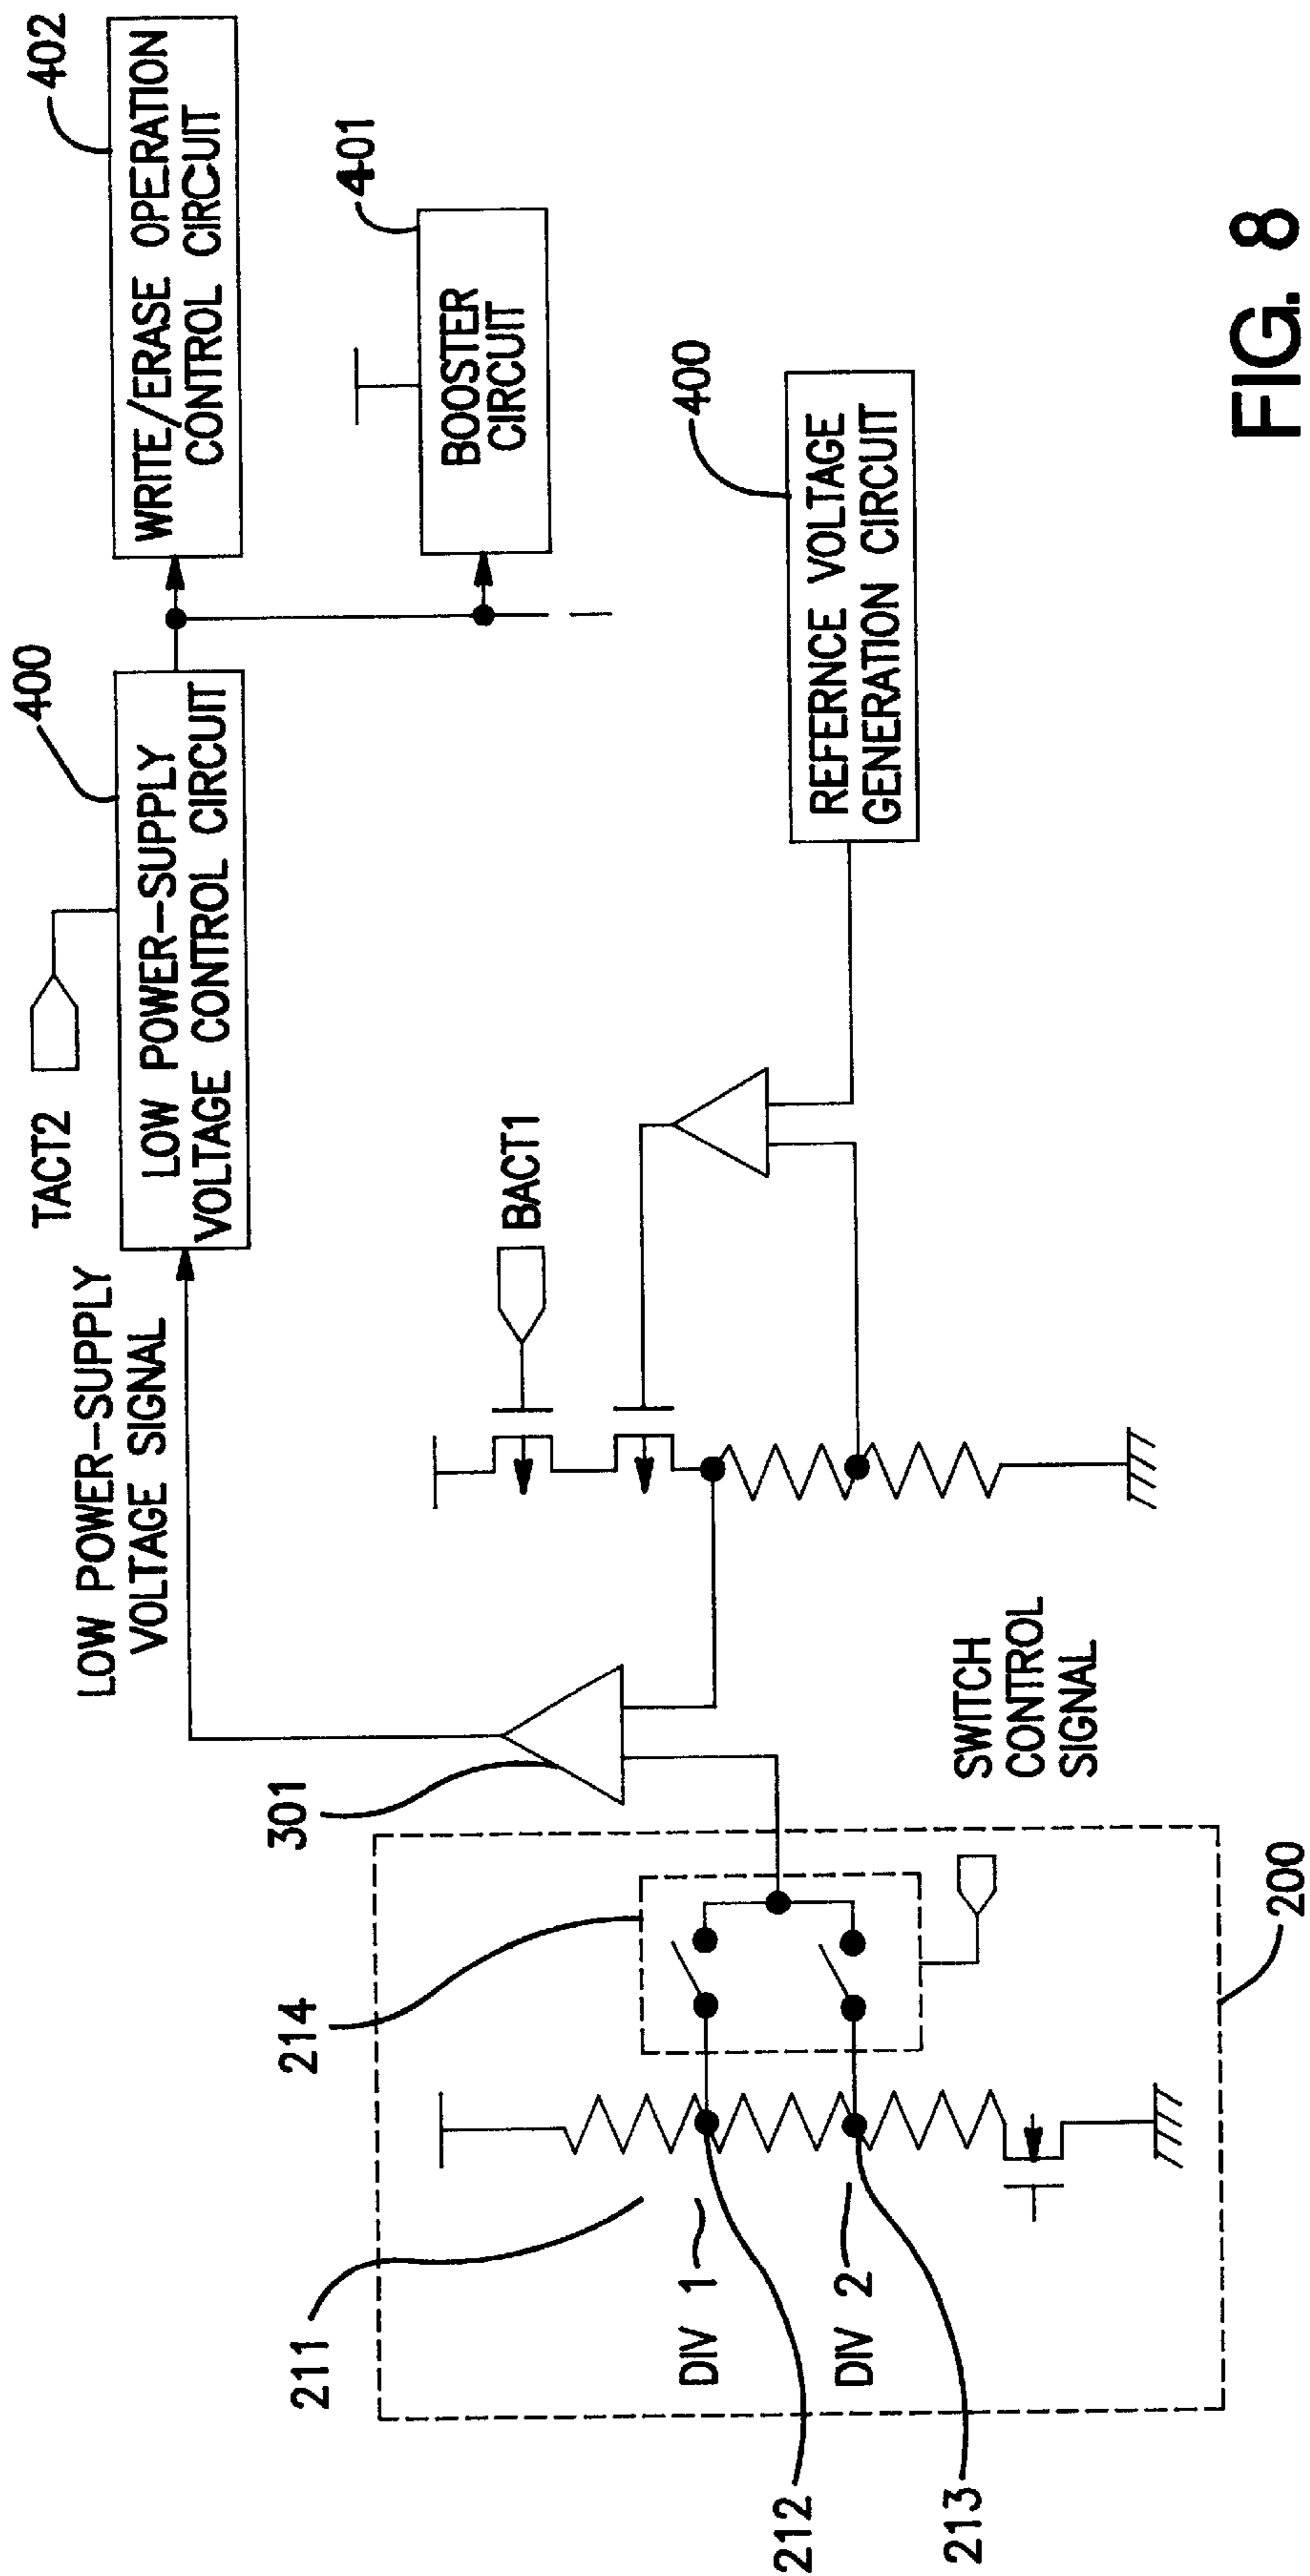 402
WRITE/ERASE OPERATION
CONTROL CIRCUIT
401
BOOSTER
CIRCUIT
400
LOW POWER-SUPPLY
VOLTAGE CONTROL CIRCUIT
TACT2
LOW POWER-SUPPLY
VOLTAGE SIGNAL
BACT1
400
REFERNCE VOLTAGE
GENERATION CIRCUIT
301
SWITCH
CONTROL
SIGNAL
214
211
DIV 1
DIV 2
212
213
200
FIG. 8